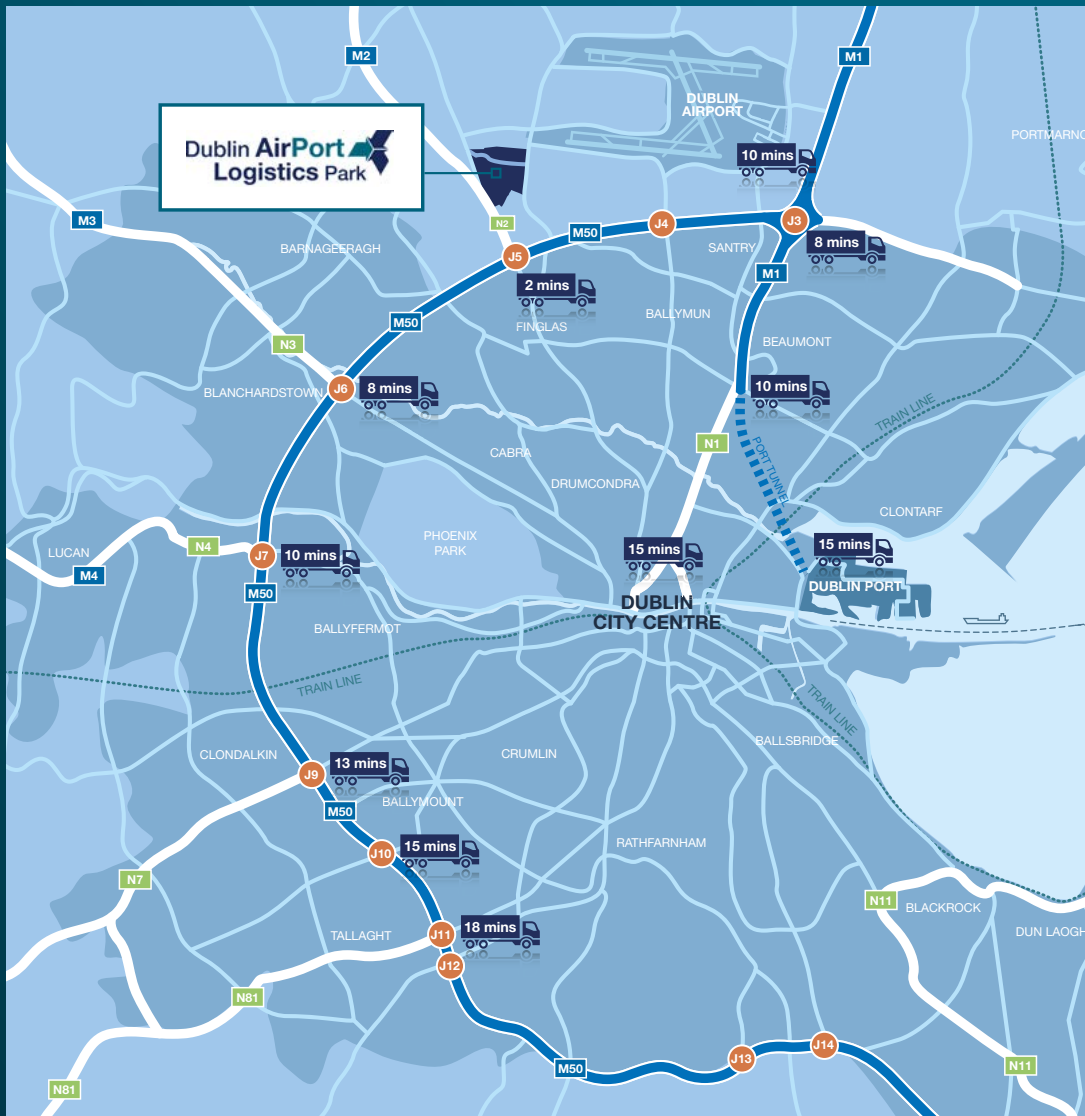 M2
M1
DUBLIN
AIRPORT
PORTMARNO
Dublin AirPort
Logistics Park
10 mins
M3
N2
J4
J3
M50
SANTRY
8 mins
BARNAGEERAGH
J5
M1
2 mins
BALLYMUN
M50
FINGLAS
N3
BEAUMONT
BLANCHARDSTOWN
J6
8 mins
10 mins
TRAIN LINE
N1
CABRA
PORT TUNNEL
DRUMCONDRA
CLONTARF
PHOENIX
PARK
LUCAN
N4
J7
10 mins
15 mins
15 mins
M4
DUBLIN PORT
M50
DUBLIN
CITY CENTRE
BALLYFERMOT
TRAIN LINE
TRAIN LINE
BALLSBRIDGE
CLONDALKIN
CRUMLIN
13 mins
J9
BALLYMOUNT
M50
RATHFARNHAM
J10
15 mins
N7
N11
BLACKROCK
TALLAGHT
J11
18 mins
DUN LAOGH
J12
N81
J14
J13
M50
N11
N81